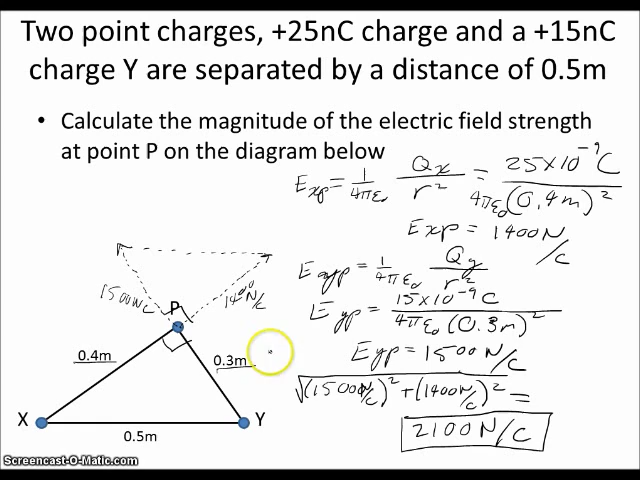 Two point charges, +25nC charge and a +15nC
charge Y are separated by a distance of 0.5m
• Calculate the magnitude of the electric field strength
at point P on the diagram below
Exp = 1/4πε₀ Qx/r² = 25×10⁻⁹C/4πε₀(0.4m)²
Exp = 1400N/C
Eyp = 1/4πε₀ Qy/r²
Eyp = 15×10⁻⁹C/4πε₀(0.3m)²
Eyp = 1500N/C
√(1500N/C)² + (1400N/C)² =
2100N/C
1500N/C
1400N/C
P
0.4m
0.3m
X
Y
0.5m
Screencast-O-Matic.com